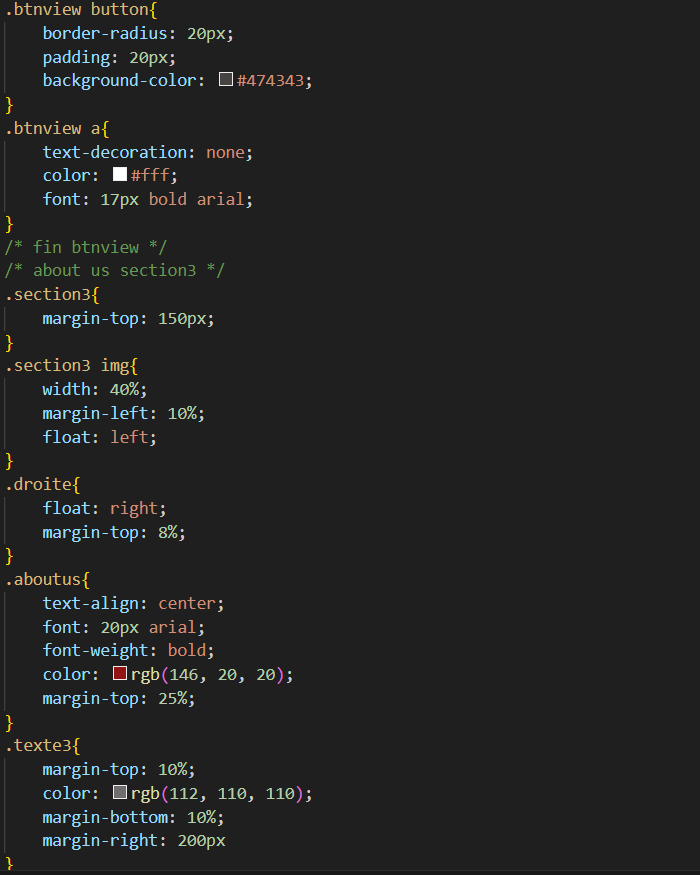 .btnview button{
    border-radius: 20px;
    padding: 20px;
    background-color: #474343;
}
.btnview a{
    text-decoration: none;
    color: #fff;
    font: 17px bold arial;
}
/* fin btnview */
/* about us section3 */
.section3{
    margin-top: 150px;
}
.section3 img{
    width: 40%;
    margin-left: 10%;
    float: left;
}
.droite{
    float: right;
    margin-top: 8%;
}
.aboutus{
    text-align: center;
    font: 20px arial;
    font-weight: bold;
    color: rgb(146, 20, 20);
    margin-top: 25%;
}
.texte3{
    margin-top: 10%;
    color: rgb(112, 110, 110);
    margin-bottom: 10%;
    margin-right: 200px
}